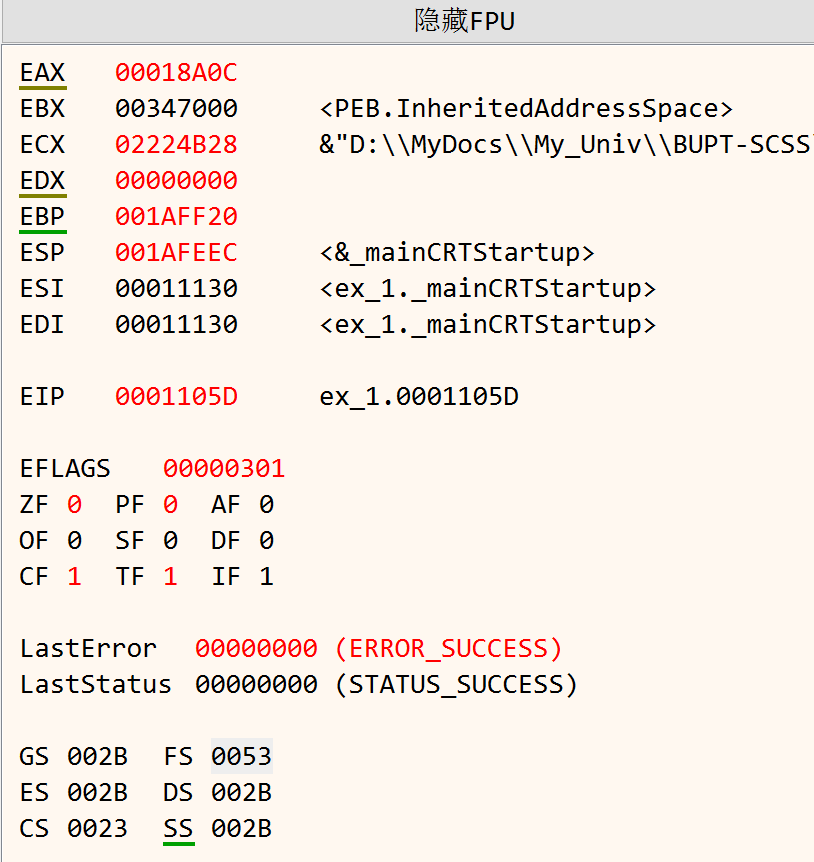 隐藏FPU
EAX 00018A0C
EBX 00347000 <PEB.InheritedAddressSpace>
ECX 02224B28 &"D:\\MyDocs\\My_Univ\\BUPT-SCSS
EDX 00000000
EBP 001AFF20
ESP 001AFEEC <&_mainCRTStartup>
ESI 00011130 <ex_1._mainCRTStartup>
EDI 00011130 <ex_1._mainCRTStartup>
EIP 0001105D ex_1.0001105D
EFLAGS 00000301
ZF 0 PF 0 AF 0
OF 0 SF 0 DF 0
CF 1 TF 1 IF 1
LastError 00000000 (ERROR_SUCCESS)
LastStatus 00000000 (STATUS_SUCCESS)
GS 002B FS 0053
ES 002B DS 002B
CS 0023 SS 002B